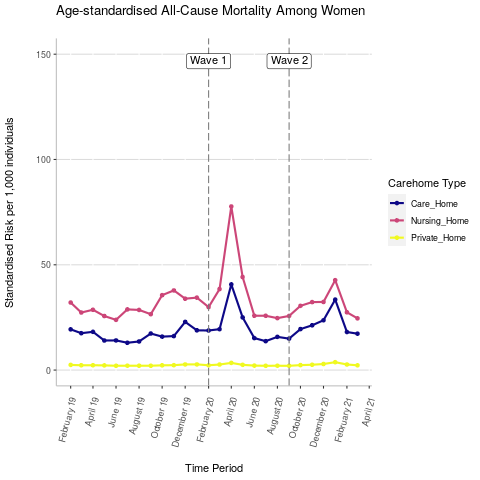 Age-standardised All-Cause Mortality Among Women
Standardised Risk per 1,000 individuals
150
100
50
0
Wave 1
Wave 2
February 19
April 19
June 19
August 19
October 19
December 19
February 20
April 20
June 20
August 20
October 20
December 20
February 21
April 21
Time Period
Carehome Type
Care_Home
Nursing_Home
Private_Home